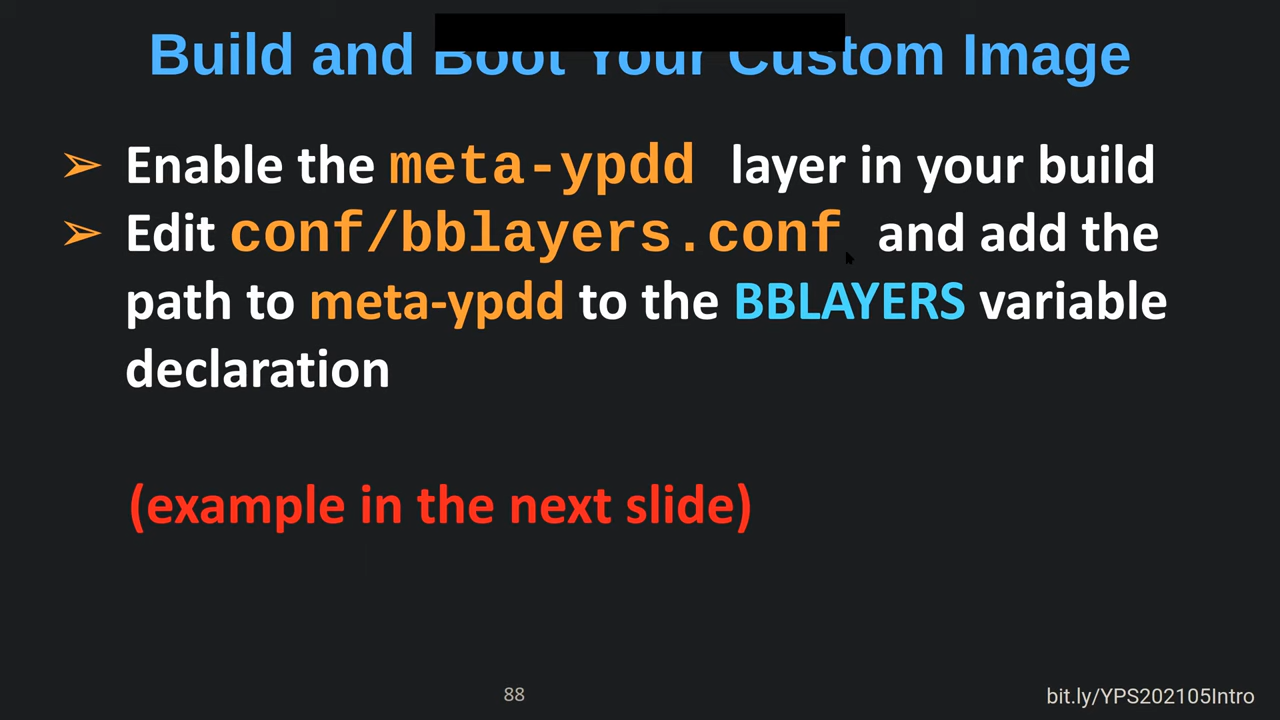 Build and Boot Your Custom Image
➢ Enable the meta-ypdd layer in your build
➢ Edit conf/bblayers.conf and add the
path to meta-ypdd to the BBLAYERS variable
declaration
(example in the next slide)
88
bit.ly/YPS202105Intro